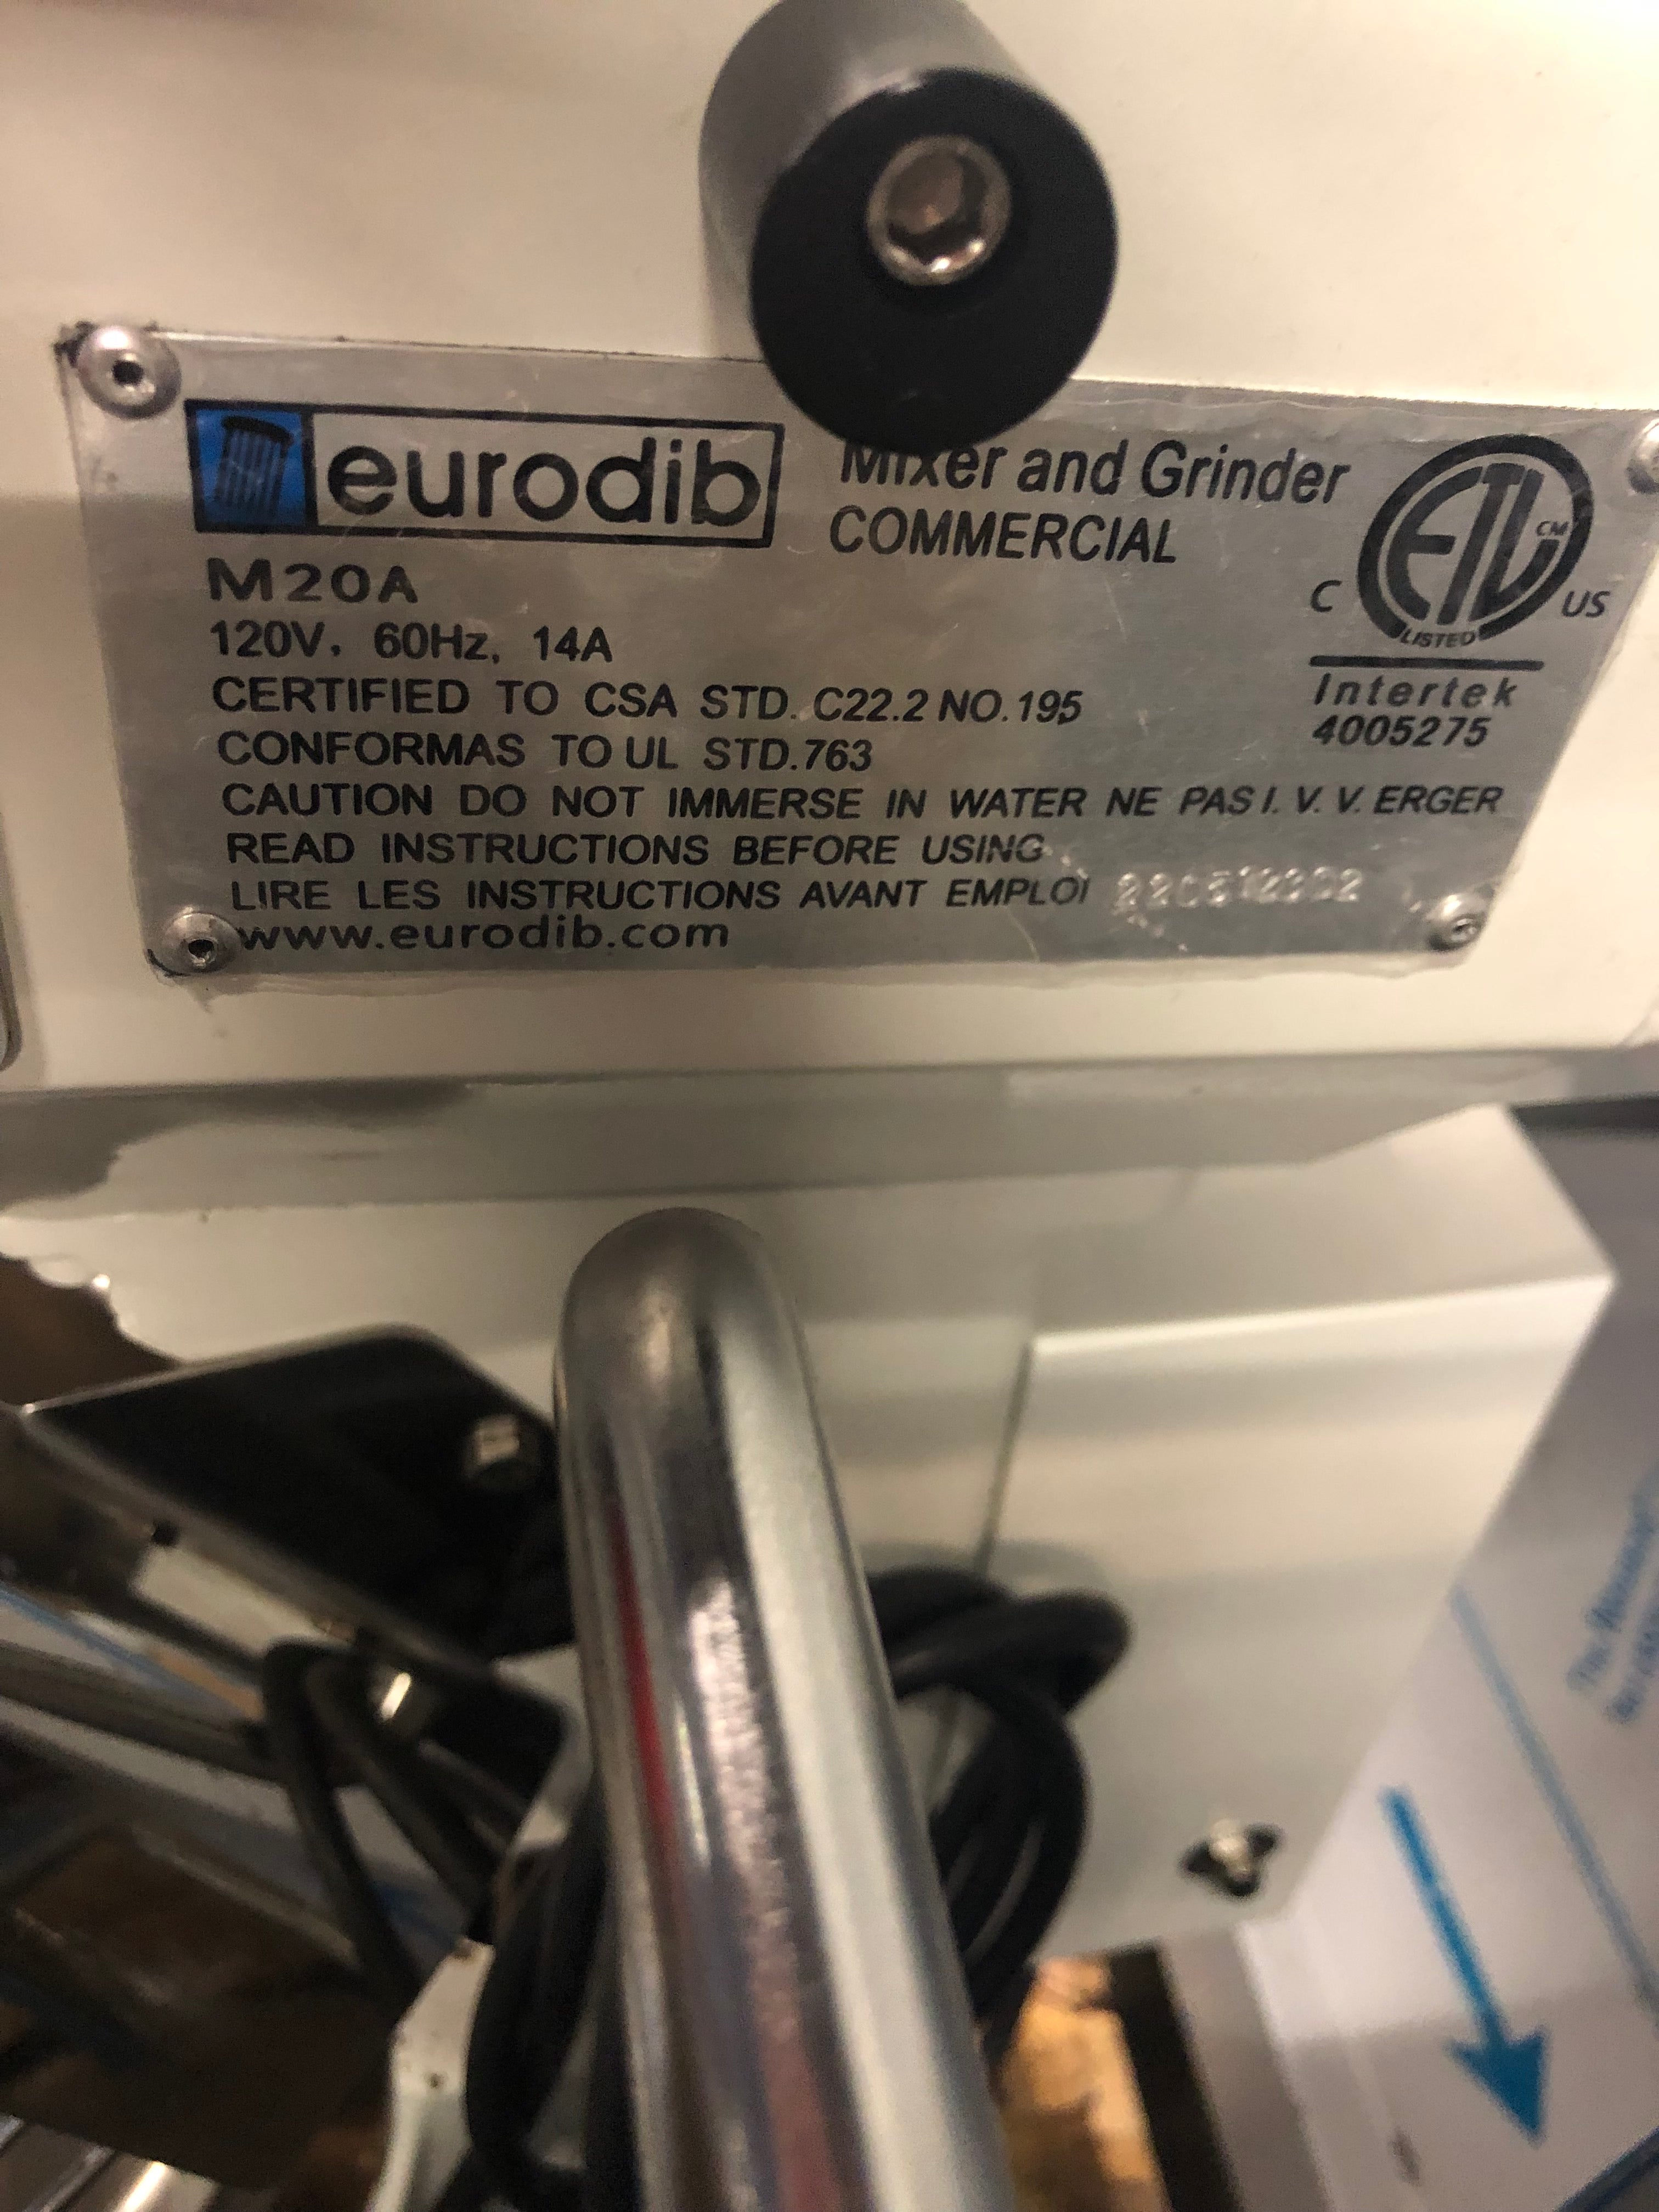 eurodib
Mixer and Grinder
COMMERCIAL
ETL CM
C US
LISTED
Intertek
4005275
M20A
120V, 60Hz, 14A
CERTIFIED TO CSA STD. C22.2 NO.195
CONFORMAS TO UL STD.763
CAUTION DO NOT IMMERSE IN WATER NE PAS I. V. V. ERGER
READ INSTRUCTIONS BEFORE USING
LIRE LES INSTRUCTIONS AVANT EMPLOI
www.eurodib.com